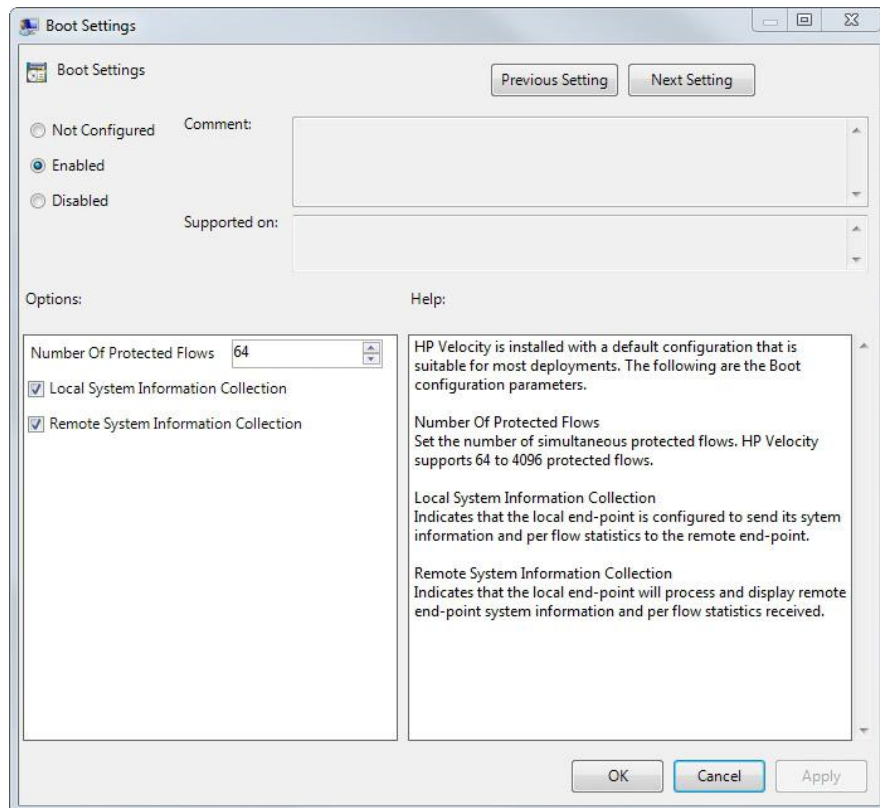 Boot Settings
Boot Settings
Previous Setting
Next Setting
Not Configured
Comment:
Enabled
Disabled
Supported on:
Options:
Help:
Number Of Protected Flows 64
Local System Information Collection
Remote System Information Collection
HP Velocity is installed with a default configuration that is
suitable for most deployments. The following are the Boot
configuration parameters.
Number Of Protected Flows
Set the number of simultaneous protected flows. HP Velocity
supports 64 to 4096 protected flows.
Local System Information Collection
Indicates that the local end-point is configured to send its sytem
information and per flow statistics to the remote end-point.
Remote System Information Collection
Indicates that the local end-point will process and display remote
end-point system information and per flow statistics received.
OK
Cancel
Apply